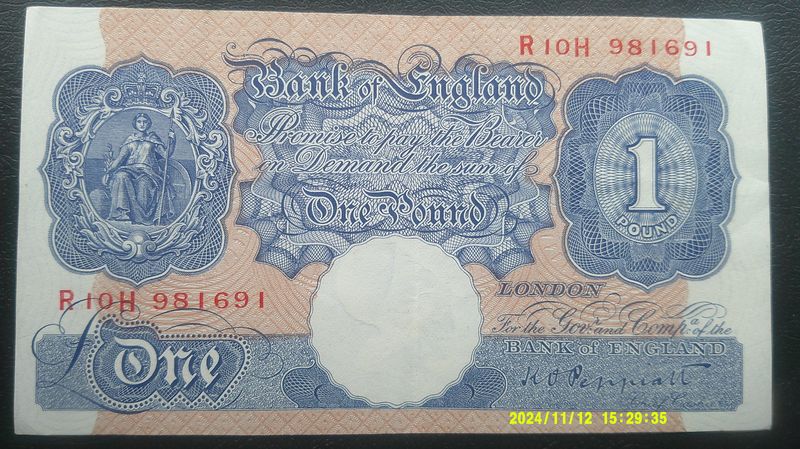 R10H 981691
Bank of England
Promise to pay the Bearer
on Demand the sum of
One Pound
1
POUND
R10H 981691
LONDON
For the Govr. and Compa. of the
BANK of ENGLAND
£One
K O Peppiatt
2024/11/12 15:29:35